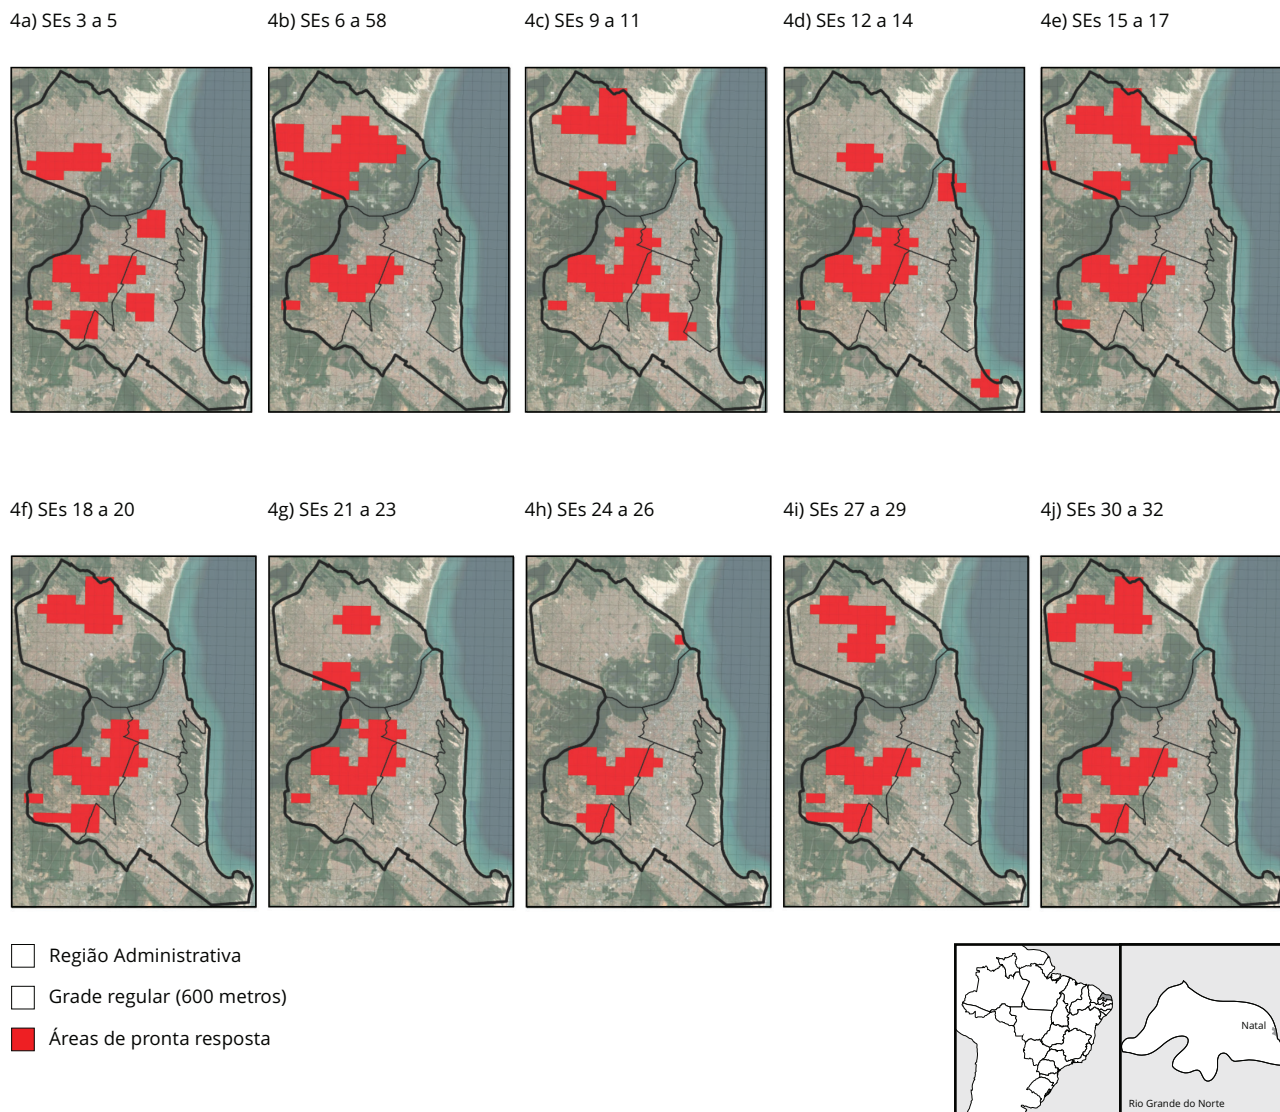 4a) SEs 3 a 5
4b) SEs 6 a 58
4c) SEs 9 a 11
4d) SEs 12 a 14
4e) SEs 15 a 17
4f) SEs 18 a 20
4g) SEs 21 a 23
4h) SEs 24 a 26
4i) SEs 27 a 29
4j) SEs 30 a 32
Região Administrativa
Grade regular (600 metros)
Áreas de pronta resposta
Natal
Rio Grande do Norte